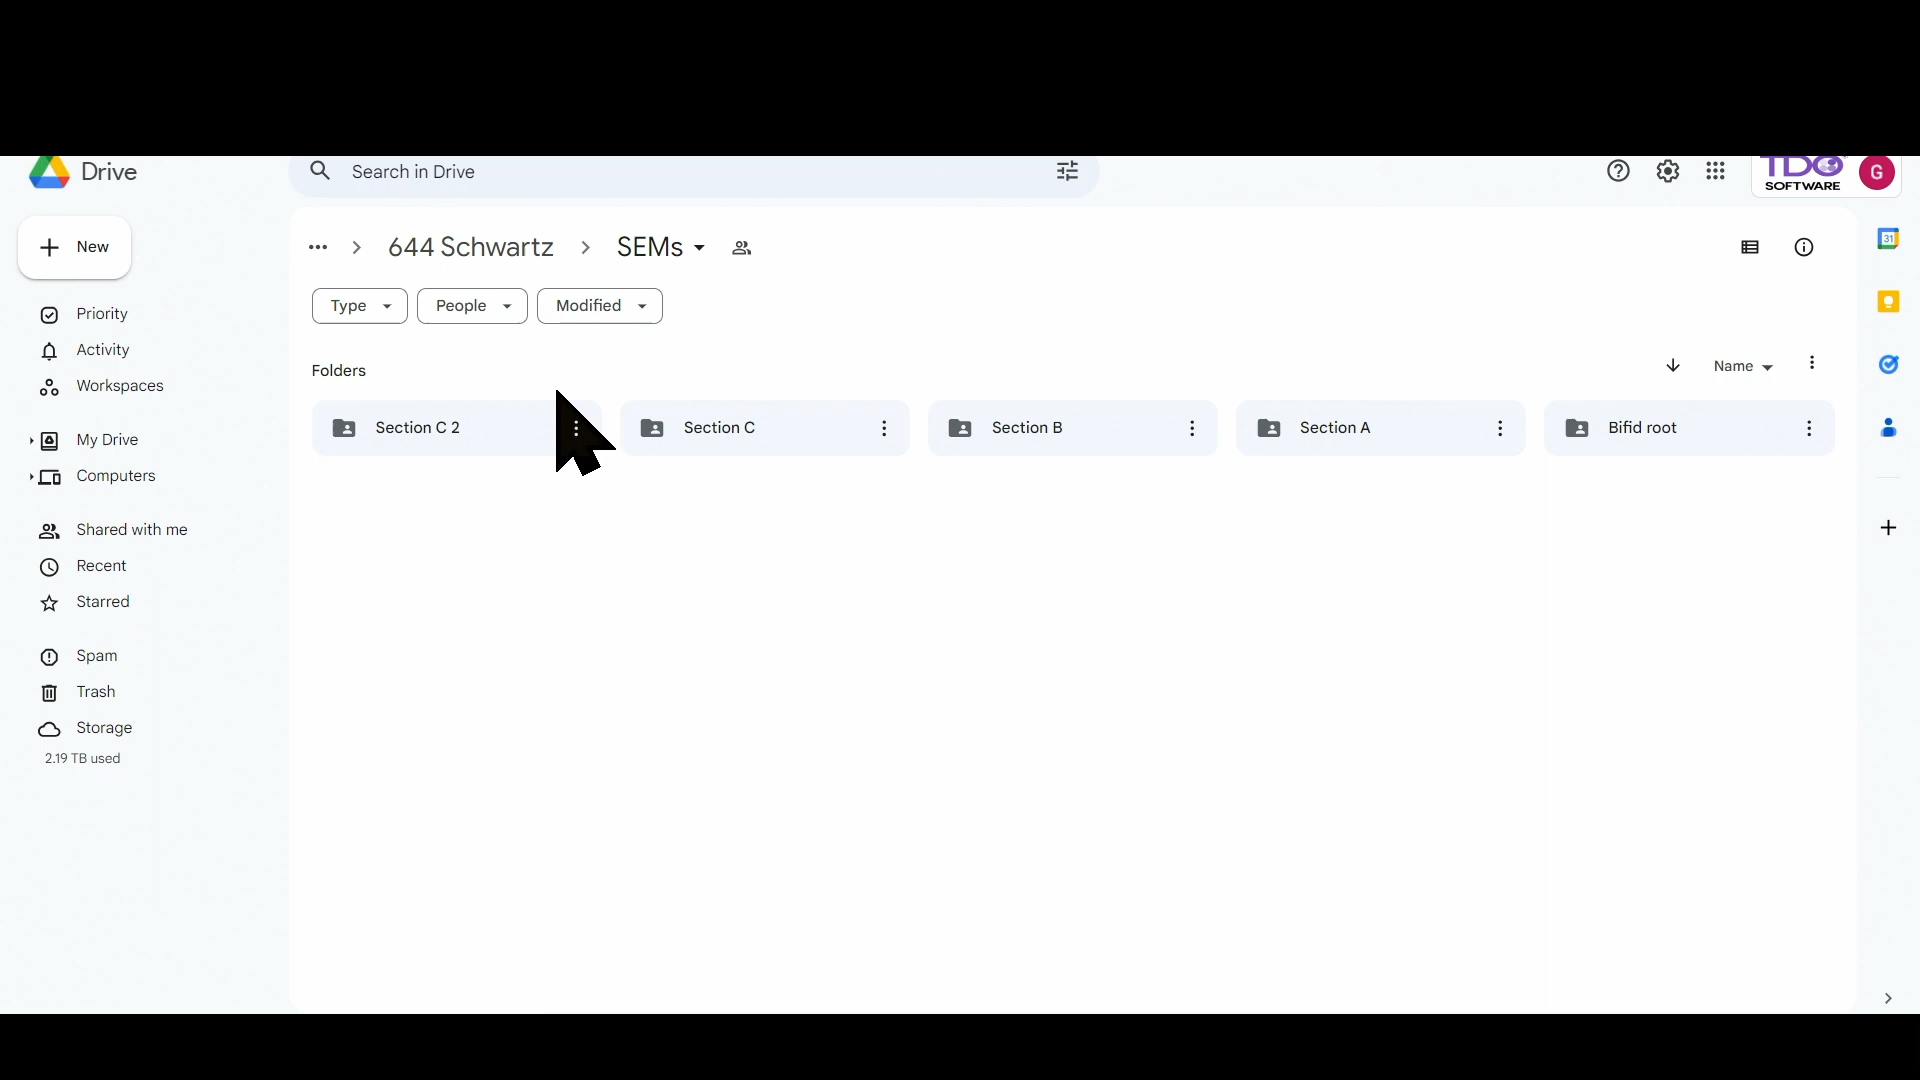 Drive
Search in Drive
TDO
SOFTWARE
G
New
644 Schwartz
SEMs
31
Type
People
Modified
Priority
Activity
Workspaces
Folders
Name
Section C 2
Section C
Section B
Section A
Bifid root
My Drive
Computers
Shared with me
Recent
Starred
Spam
Trash
Storage
2.19 TB used